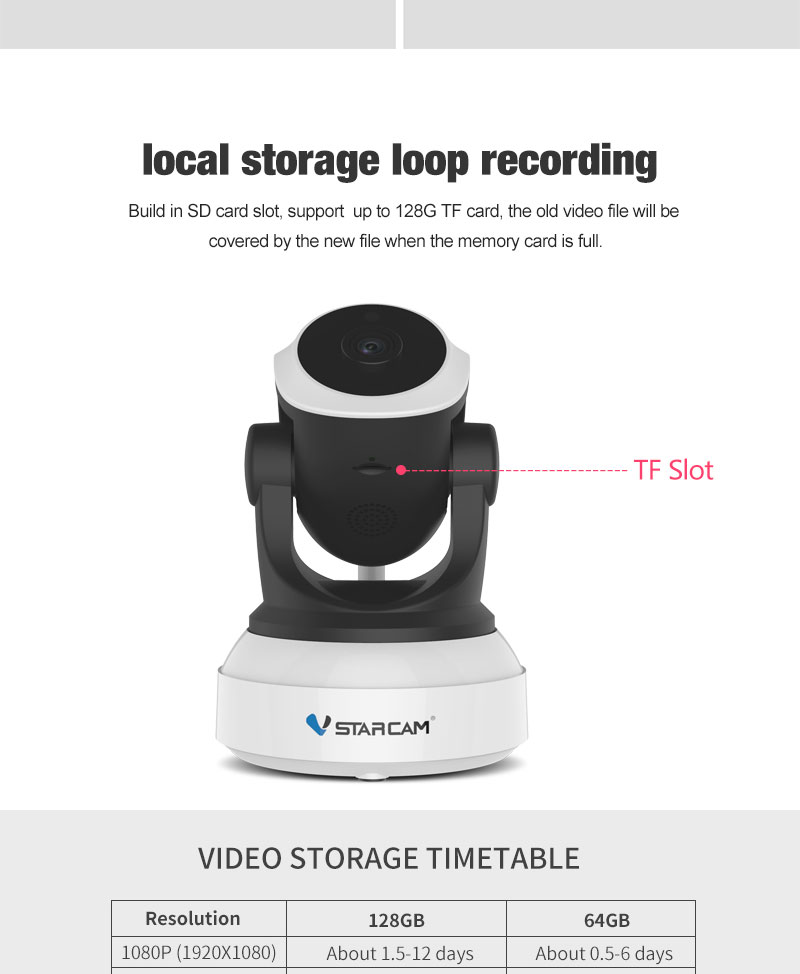 local storage loop recording
Build in SD card slot, support up to 128G TF card, the old video file will be
covered by the new file when the memory card is full.
TF Slot
VSTARCAM®
VIDEO STORAGE TIMETABLE
Resolution 128GB 64GB
1080P (1920X1080) About 1.5-12 days About 0.5-6 days